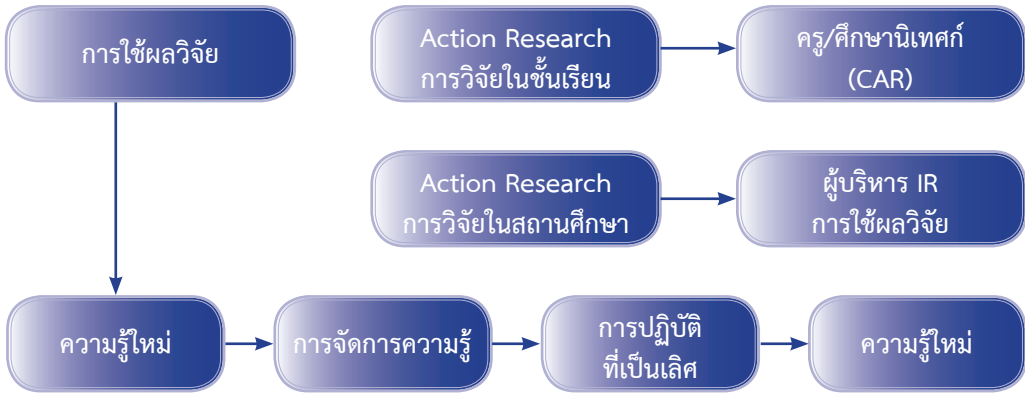 การใช้ผลวิจัย
Action Research
การวิจัยในชั้นเรียน
ครู/ศึกษานิเทศก์
(CAR)
Action Research
การวิจัยในสถานศึกษา
ผู้บริหาร IR
การใช้ผลวิจัย
ความรู้ใหม่
การจัดการความรู้
การปฏิบัติ
ที่เป็นเลิศ
ความรู้ใหม่